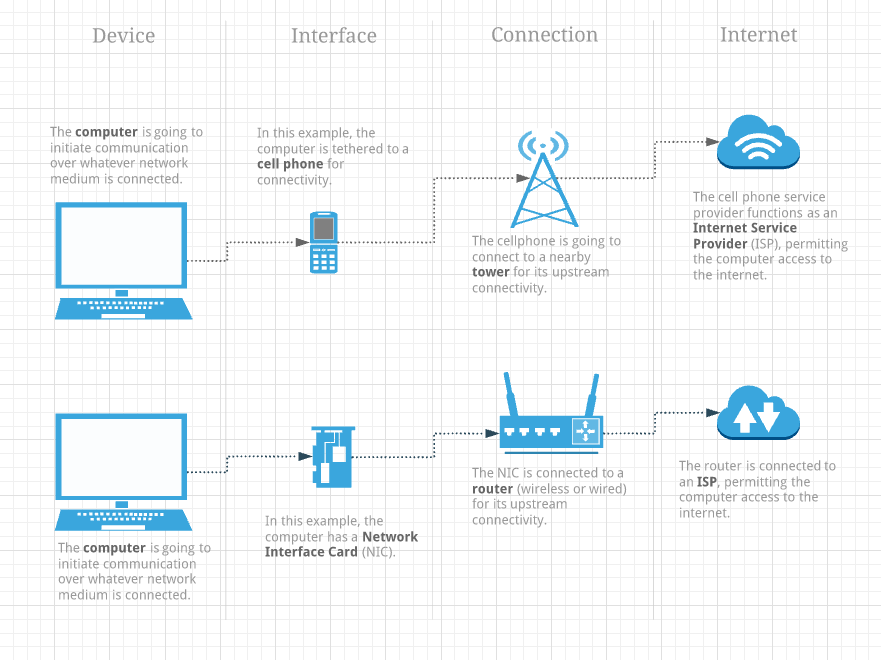 Device
Interface
Connection
Internet
The computer is going to
initiate communication
over whatever network
medium is connected.
In this example, the
computer is tethered to a
cell phone for
connectivity.
The cellphone is going to
connect to a nearby
tower for its upstream
connectivity.
The cell phone service
provider functions as an
Internet Service
Provider (ISP), permitting
the computer access to
the internet.
The computer is going to
initiate communication
over whatever network
medium is connected.
In this example, the
computer has a Network
Interface Card (NIC).
The NIC is connected to a
router (wireless or wired)
for its upstream
connectivity.
The router is connected to
an ISP, permitting the
computer access to the
internet.